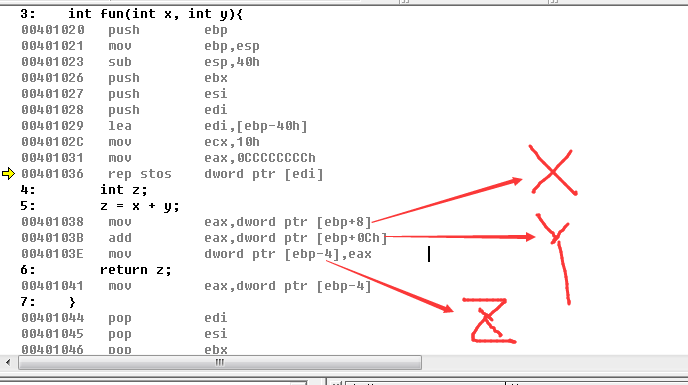 3: int fun(int x, int y){
00401020 push ebp
00401021 mov ebp,esp
00401023 sub esp,40h
00401026 push ebx
00401027 push esi
00401028 push edi
00401029 lea edi,[ebp-40h]
0040102C mov ecx,10h
00401031 mov eax,0CCCCCCCCh
00401036 rep stos dword ptr [edi]
4: int z;
5: z = x + y;
00401038 mov eax,dword ptr [ebp+8]
X
0040103B add eax,dword ptr [ebp+0Ch]
Y
0040103E mov dword ptr [ebp-4],eax
Z
6: return z;
00401041 mov eax,dword ptr [ebp-4]
7: }
00401044 pop edi
00401045 pop esi
00401046 pop ebx